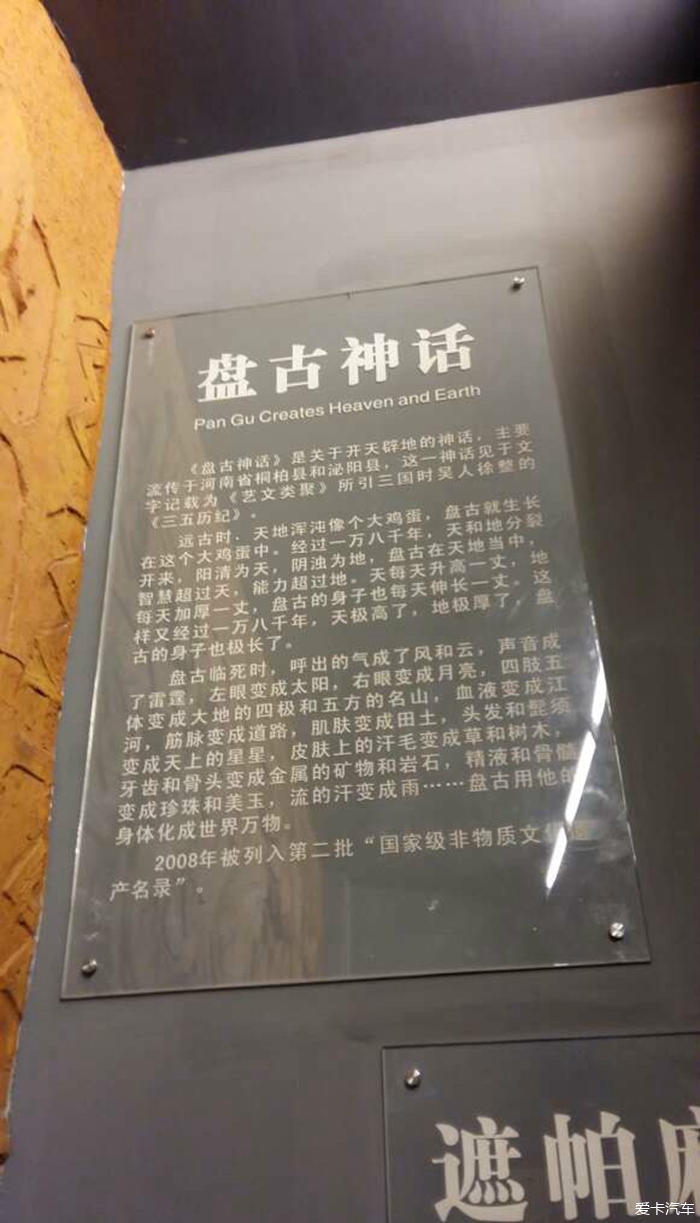 盘古神话
Pan Gu Creates Heaven and Earth
《盘古神话》是关于开天辟地的神话，主要
流传于河南省桐柏县和泌阳县，这一神话见于文
字记载为《艺文类聚》所引三国时吴人徐整的
《三五历纪》。
远古时、天地浑沌像个大鸡蛋，盘古就生长
在这个大鸡蛋中。经过一万八千年，天和地分裂
开来，阳清为天，阴浊为地，盘古在天地当中，
智慧超过天，能力超过地。天每天升高一丈，地
每天加厚一丈，盘古的身子也每天伸长一丈。这
样又经过一万八千年，天极高了，地极厚了，盘
古的身子也极长了。
盘古临死时，呼出的气成了风和云，声音成
了雷霆，左眼变成太阳，右眼变成月亮，四肢五
体变成大地的四极和五方的名山，血液变成江
河，筋脉变成道路，肌肤变成田土，头发和髭须
变成天上的星星，皮肤上的汗毛变成草和树木，
牙齿和骨头变成金属的矿物和岩石，精液和骨髓
变成珍珠和美玉，流的汗变成雨……盘古用他的
身体化成世界万物。
2008年被列入第二批“国家级非物质文化
产名录”。
遮帕
爱卡汽车